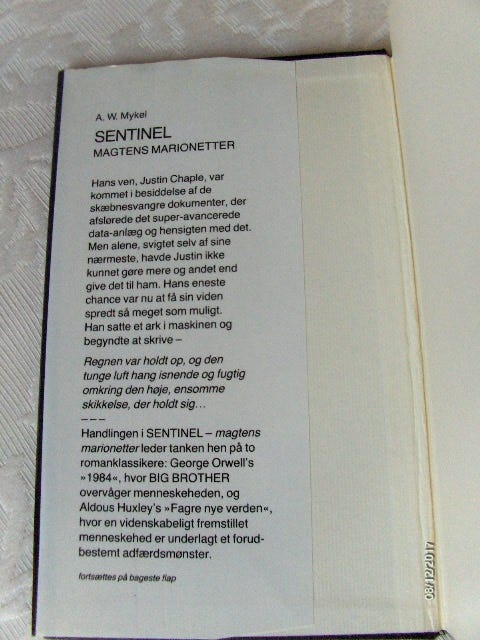 A. W. Mykel
SENTINEL
MAGTENS MARIONETTER
Hans ven, Justin Chaple, var
kommet i besiddelse af de
skæbnesvangre dokumenter, der
afslørede det super-avancerede
data-anlæg og hensigten med det.
Men alene, svigtet selv af sine
nærmeste, havde Justin ikke
kunnet gøre mere og andet end
give det til ham. Hans eneste
chance var nu at få sin viden
spredt så meget som muligt.
Han satte et ark i maskinen og
begyndte at skrive –
Regnen var holdt op, og den
tunge luft hang isnende og fugtig
omkring den høje, ensomme
skikkelse, der holdt sig...
– – –
Handlingen i SENTINEL – magtens
marionetter leder tanken hen på to
romanklassikere: George Orwell's
»1984«, hvor BIG BROTHER
overvåger menneskeheden, og
Aldous Huxley's »Fagre nye verden«,
hvor en videnskabeligt fremstillet
menneskehed er underlagt et forud-
bestemt adfærdsmønster.
fortsættes på bageste flap
08/12/2017